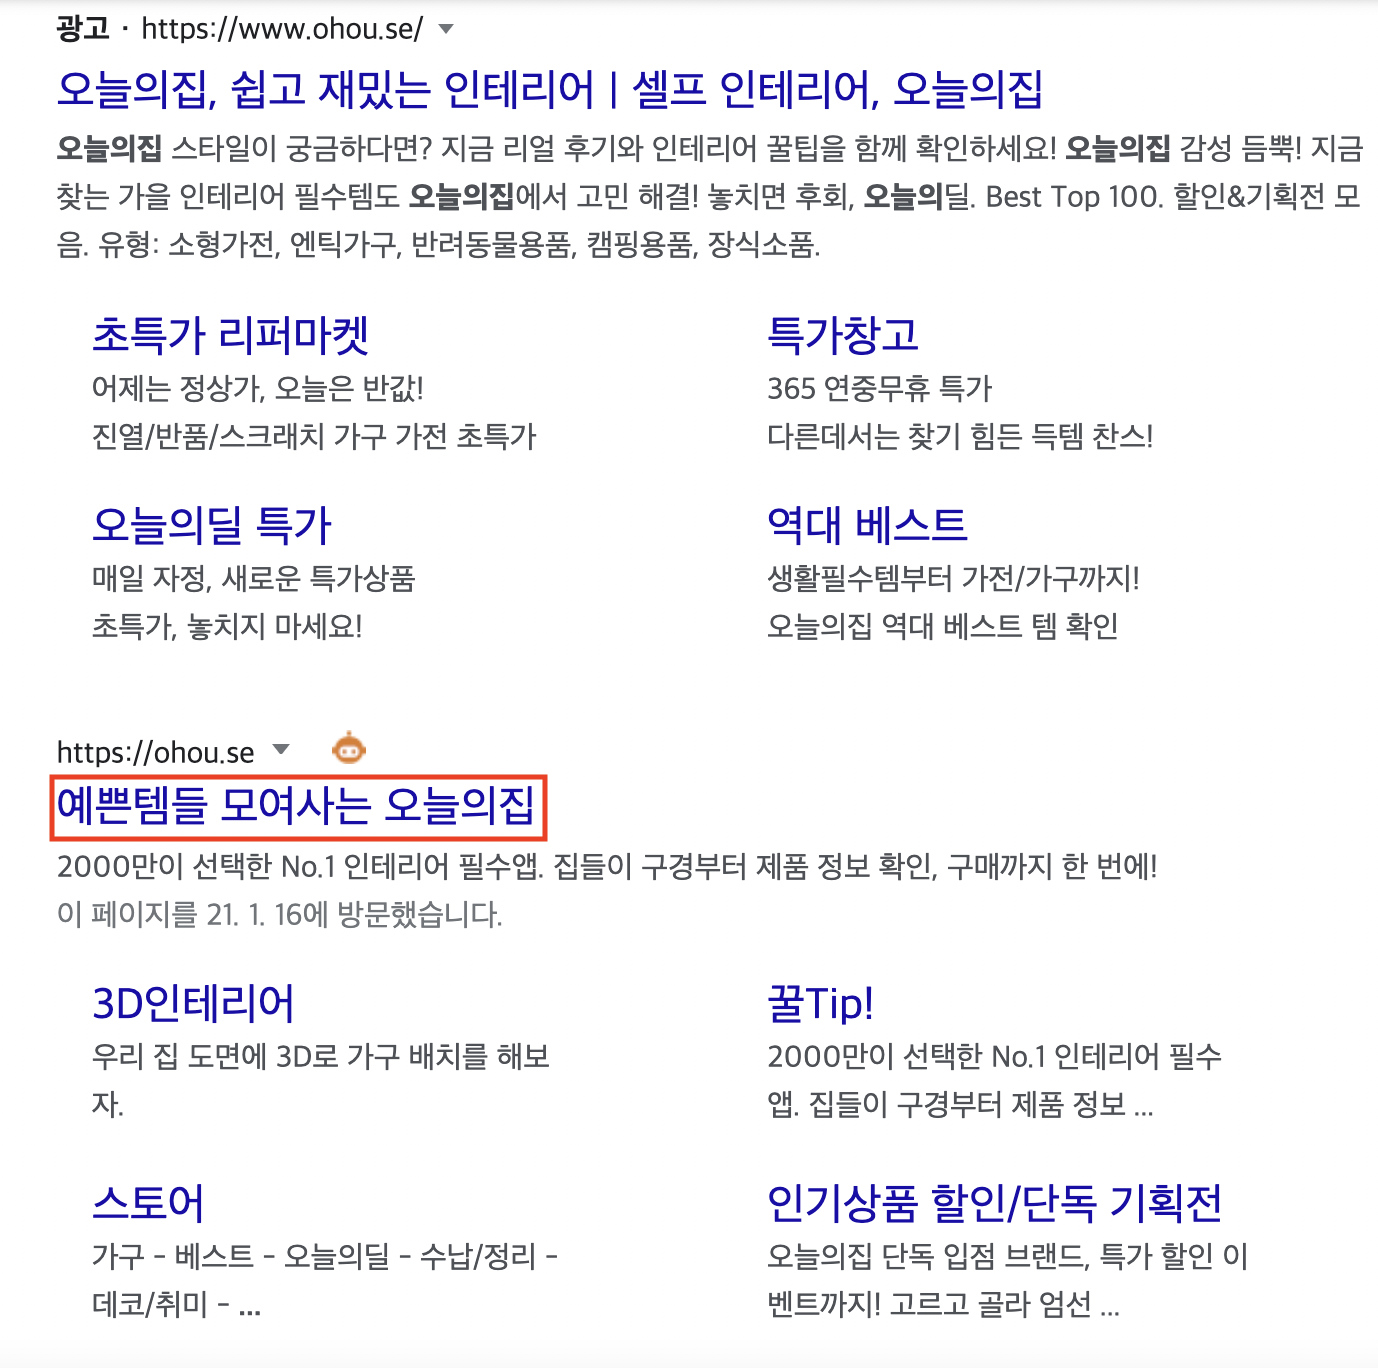 광고 · https://www.ohou.se/
오늘의집, 쉽고 재밌는 인테리어 | 셀프 인테리어, 오늘의집
오늘의집 스타일이 궁금하다면? 지금 리얼 후기와 인테리어 꿀팁을 함께 확인하세요! 오늘의집 감성 듬뿍! 지금
찾는 가을 인테리어 필수템도 오늘의집에서 고민 해결! 놓치면 후회, 오늘의딜. Best Top 100. 할인&기획전 모
음. 유형: 소형가전, 엔틱가구, 반려동물용품, 캠핑용품, 장식소품.
초특가 리퍼마켓
어제는 정상가, 오늘은 반값!
진열/반품/스크래치 가구 가전 초특가
특가창고
365 연중무휴 특가
다른데서는 찾기 힘든 득템 찬스!
오늘의딜 특가
매일 자정, 새로운 특가상품
초특가, 놓치지 마세요!
역대 베스트
생활필수템부터 가전/가구까지!
오늘의집 역대 베스트 템 확인
https://ohou.se
예쁜템들 모여사는 오늘의집
2000만이 선택한 No.1 인테리어 필수앱. 집들이 구경부터 제품 정보 확인, 구매까지 한 번에!
이 페이지를 21. 1. 16에 방문했습니다.
3D인테리어
우리 집 도면에 3D로 가구 배치를 해보
자.
꿀Tip!
2000만이 선택한 No.1 인테리어 필수
앱. 집들이 구경부터 제품 정보 ...
스토어
가구 - 베스트 - 오늘의딜 - 수납/정리 -
데코/취미 - ...
인기상품 할인/단독 기획전
오늘의집 단독 입점 브랜드, 특가 할인 이
벤트까지! 고르고 골라 엄선 ...